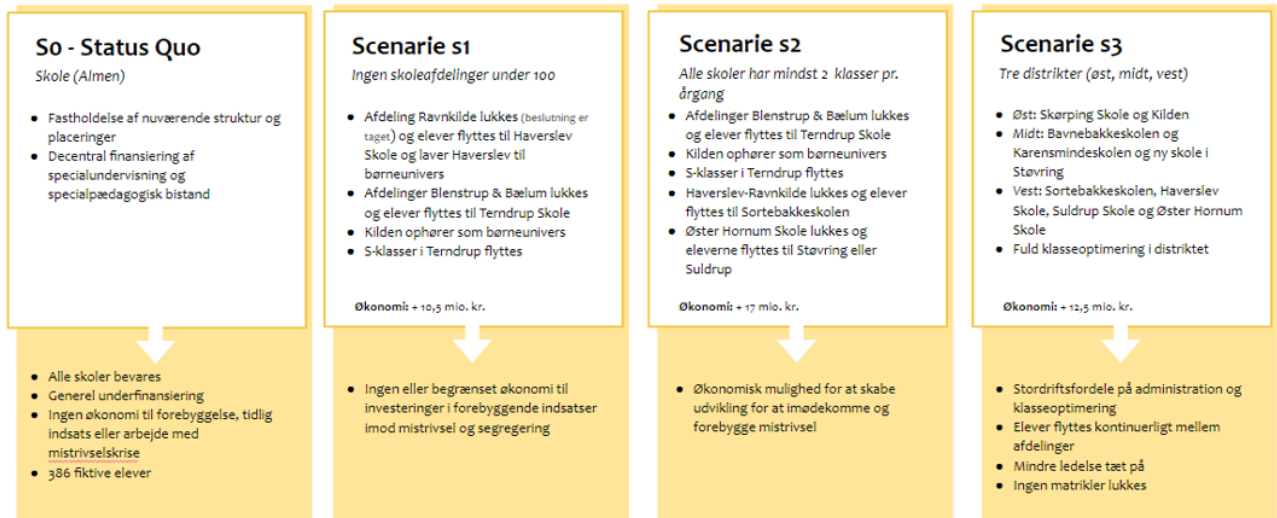 S0 - Status Quo
Skole (Almen)
● Fastholdelse af nuværende struktur og
placeringer
● Decentral finansiering af
specialundervisning og
specialpædagogisk bistand
● Alle skoler bevares
● Generel underfinansiering
● Ingen økonomi til forebyggelse, tidlig
indsats eller arbejde med
mistrivselskrise
● 386 fiktive elever
Scenarie s1
Ingen skoleafdelinger under 100
● Afdeling Ravnkilde lukkes (beslutning er
taget) og elever flyttes til Haverslev
Skole og laver Haverslev til
børneunivers
● Afdelinger Blenstrup & Bælum lukkes
og elever flyttes til Terndrup Skole
● Kilden ophører som børneunivers
● S-klasser i Terndrup flyttes
Økonomi: + 10,5 mio. kr.
● Ingen eller begrænset økonomi til
investeringer i forebyggende indsatser
imod mistrivsel og segregering
Scenarie s2
Alle skoler har mindst 2 klasser pr.
årgang
● Afdelinger Blenstrup & Bælum lukkes
og elever flyttes til Terndrup Skole
● Kilden ophører som børneunivers
● S-klasser i Terndrup flyttes
● Haverslev-Ravnkilde lukkes og elever
flyttes til Sortebakkeskolen
● Øster Hornum Skole lukkes og
eleverne flyttes til Støvring eller
Suldrup
Økonomi: + 17 mio. kr.
● Økonomisk mulighed for at skabe
udvikling for at imødekomme og
forebygge mistrivsel
Scenarie s3
Tre distrikter (øst, midt, vest)
● Øst: Skørping Skole og Kilden
● Midt: Bavnebakkeskolen og
Karensmindeskolen og ny skole i
Støvring
● Vest: Sortebakkeskolen, Haverslev
Skole, Suldrup Skole og Øster Hornum
Skole
● Fuld klasseoptimering i distriktet
Økonomi: + 12,5 mio. kr.
● Stordriftsfordele på administration og
klasseoptimering
● Elever flyttes kontinuerligt mellem
afdelinger
● Mindre ledelse tæt på
● Ingen matrikler lukkes